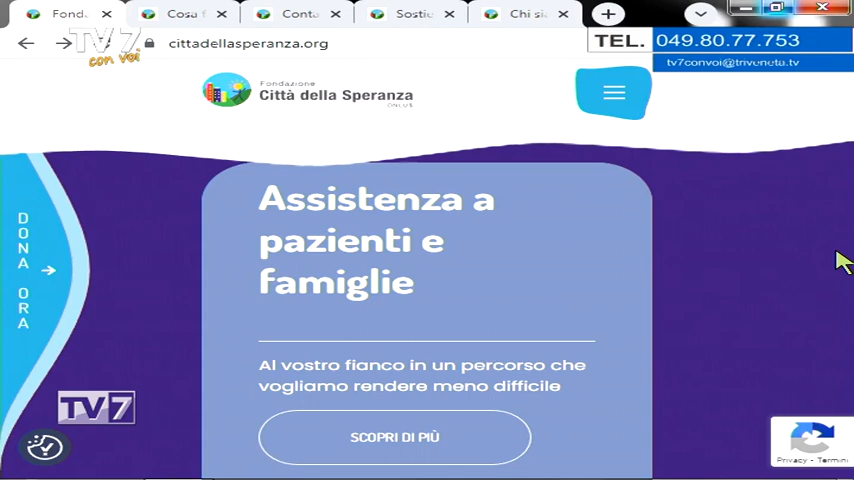 Fond
Cosa f
Conta
Sostie
Chi sia
TV7
con voi
cittadellasperanza.org
TEL. 049.80.77.753
tv7convoi@triveneta.tv
Fondazione
Città della Speranza
ONLUS
Assistenza a
pazienti e
famiglie
DONA ORA
Al vostro fianco in un percorso che
vogliamo rendere meno difficile
SCOPRI DI PIÙ
TV7
Privacy - Termini